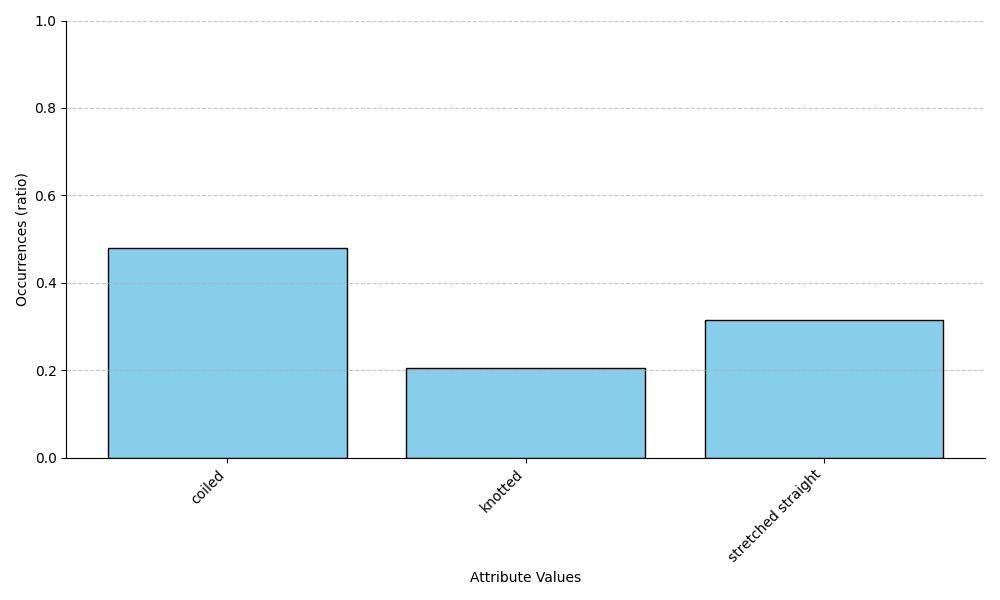 1.0
0.8
0.6
0.4
0.2
0.0
Occurrences (ratio)
coiled
knotted
stretched straight
Attribute Values